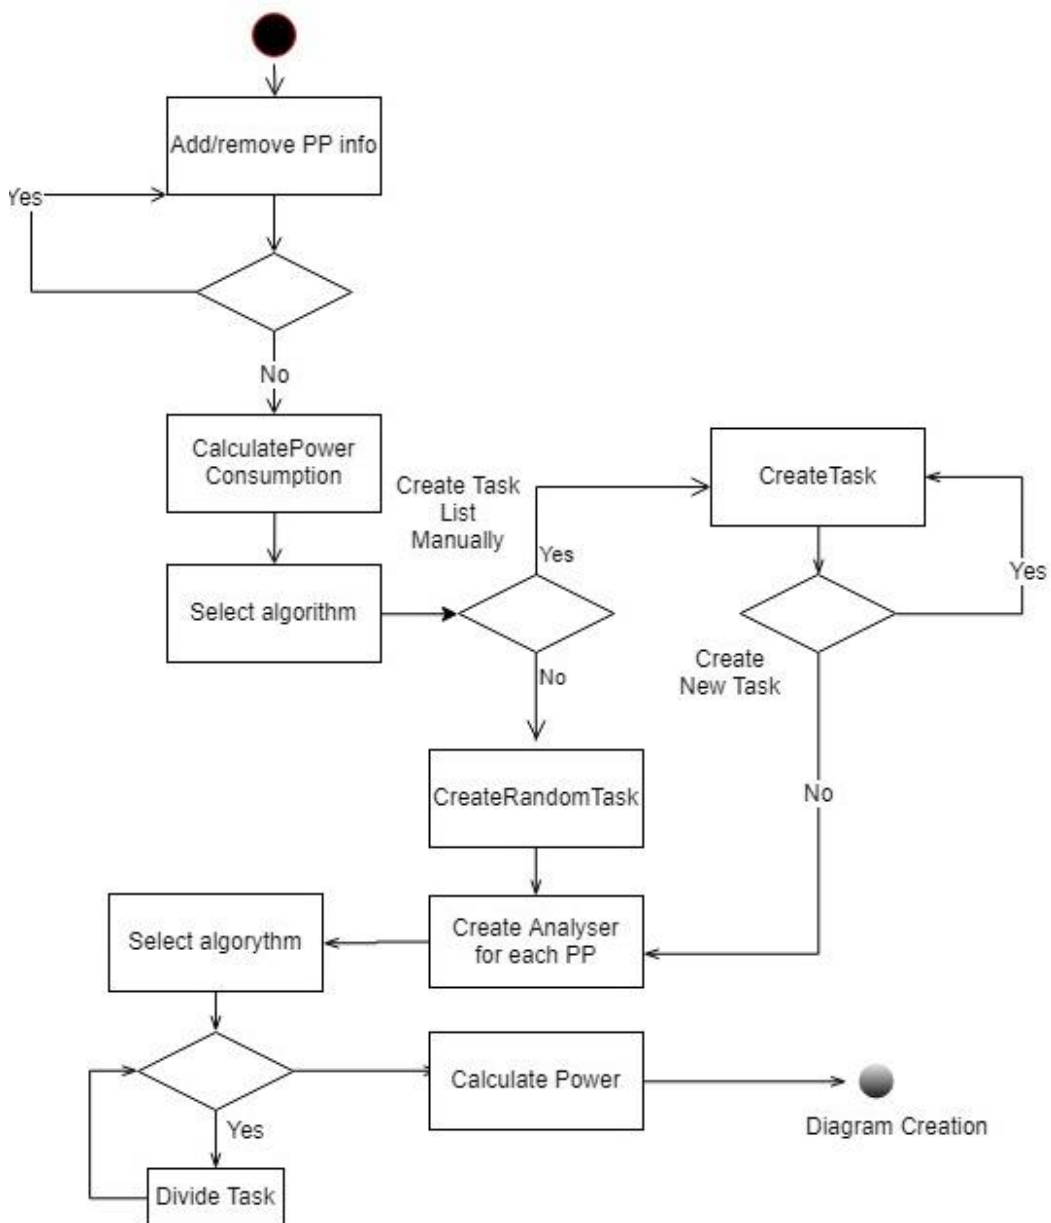 Add/remove PP info
Yes
No
CalculatePower
Consumption
Create Task
List
Manually
CreateTask
Yes
Yes
Select algorithm
Create
New Task
No
CreateRandomTask
No
Select algorythm
Create Analyser
for each PP
Calculate Power
Yes
Diagram Creation
Divide Task